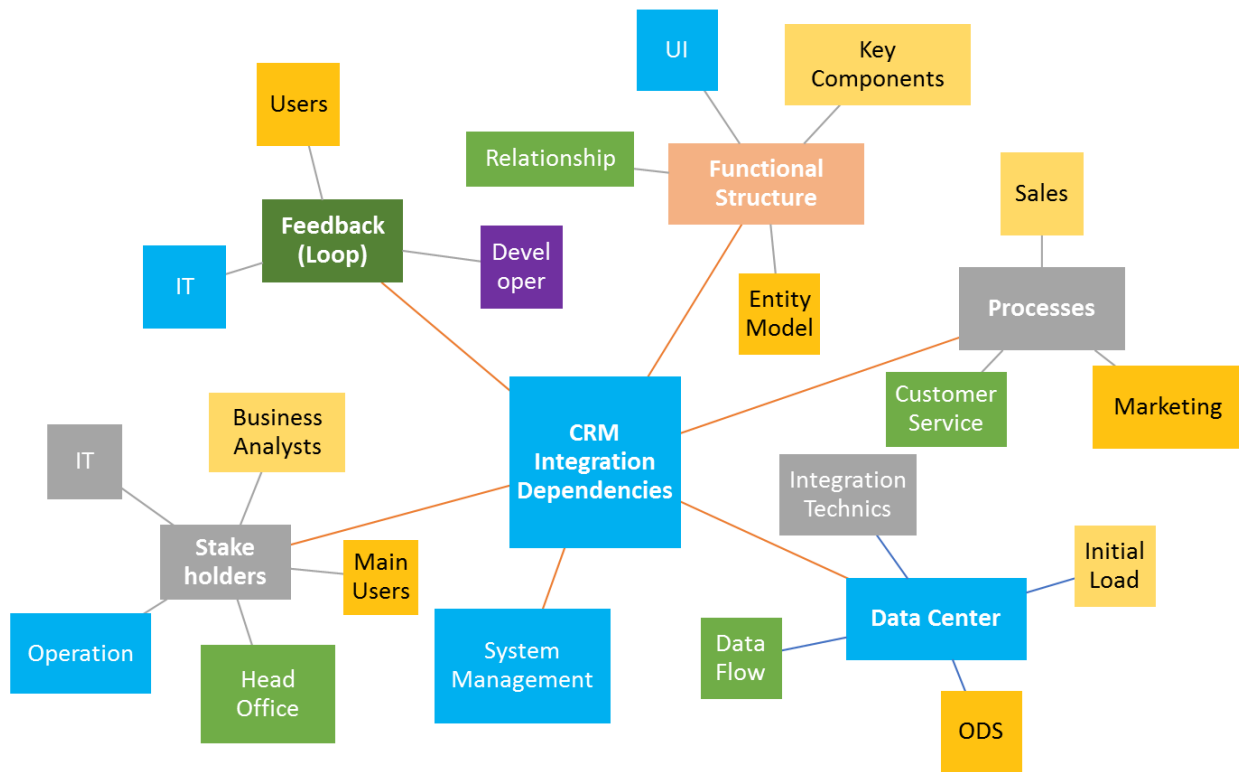 UI
Key
Components
Users
Relationship
Functional
Structure
Sales
Feedback
(Loop)
Devel
oper
IT
Entity
Model
Processes
Customer
Service
Marketing
CRM
Integration
Dependencies
Business
Analysts
IT
Integration
Technics
Stake
holders
Main
Users
Initial
Load
Operation
Head
Office
System
Management
Data
Flow
Data Center
ODS